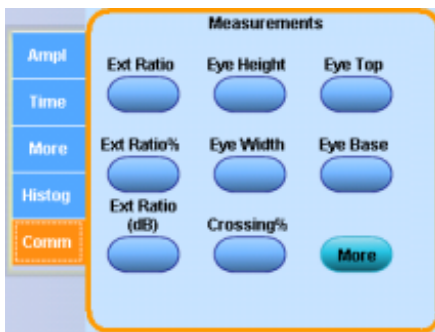 Measurements
Ampl
Time
More
Histog
Comm
Ext Ratio
Eye Height
Eye Top
Ext Ratio%
Eye Width
Eye Base
Ext Ratio
(dB)
Crossing%
More